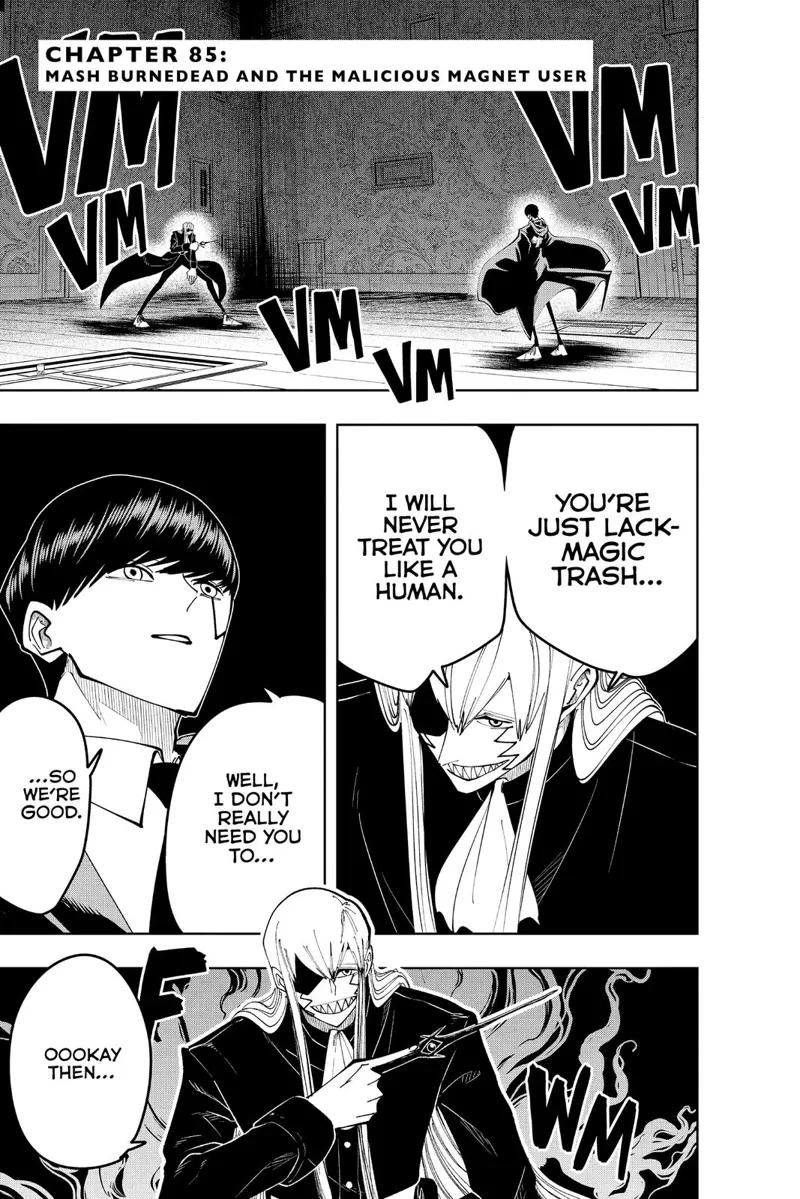 CHAPTER 85:
MASH BURNEDEAD AND THE MALICIOUS MAGNET USER
VM
VM
VM
VM
VM
VM
YOU'RE
JUST LACK-
MAGIC
TRASH...
I WILL
NEVER
TREAT YOU
LIKE A
HUMAN.
WELL,
I DON'T
REALLY
NEED YOU
TO...
...SO
WE'RE
GOOD.
OOOKAY
THEN...
WM